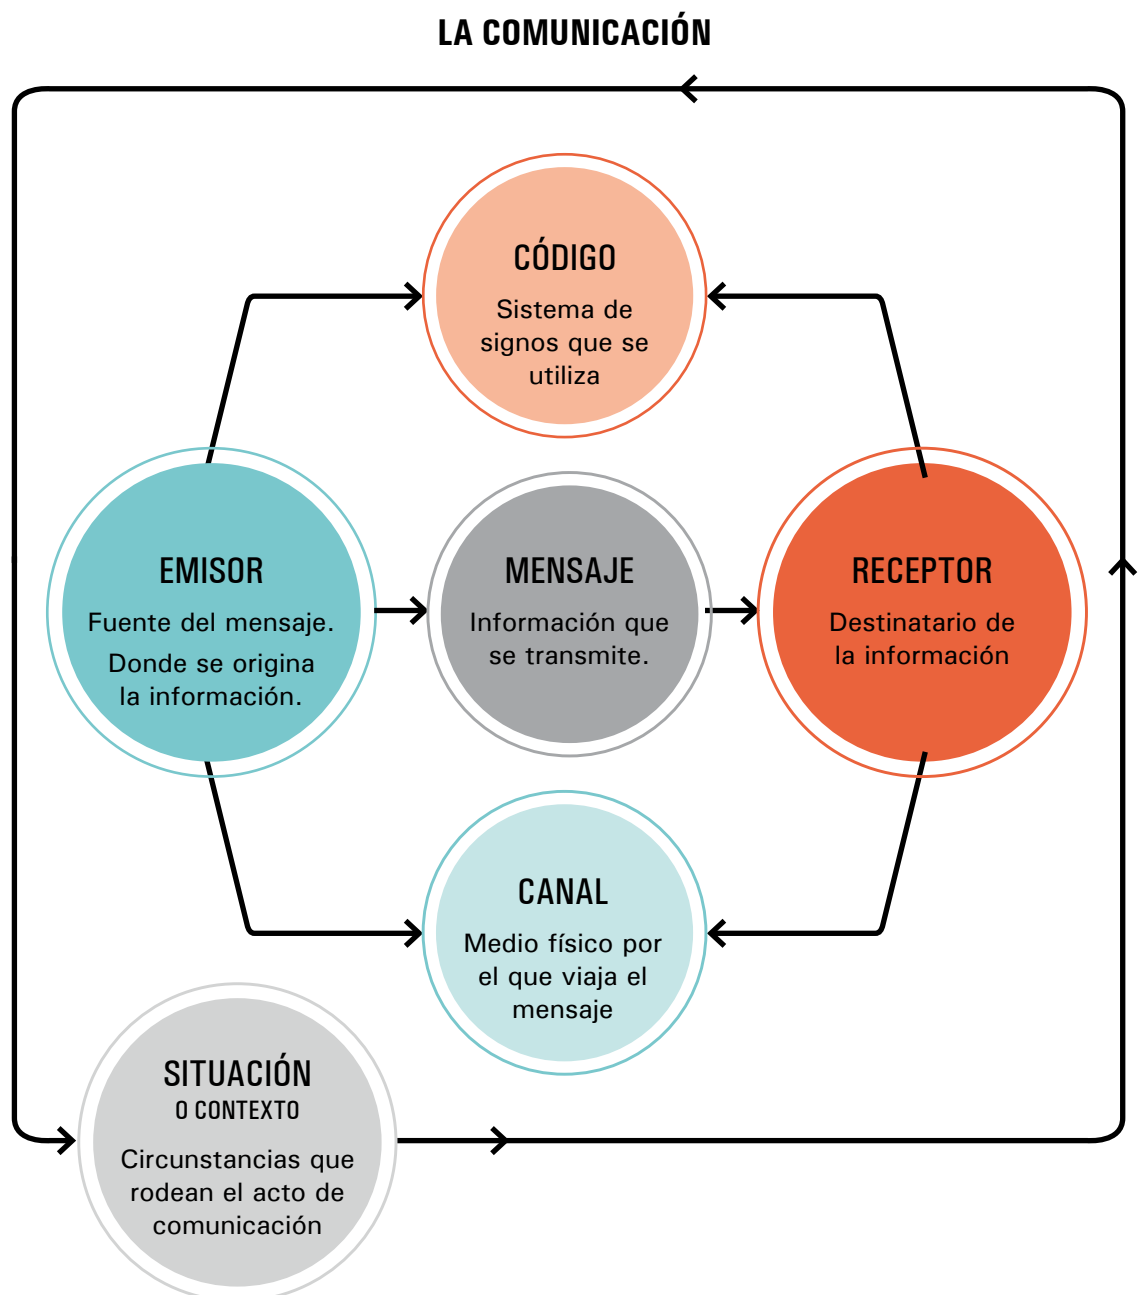 LA COMUNICACIÓN
CÓDIGO
Sistema de
signos que se
utiliza
EMISOR
Fuente del mensaje.
Donde se origina
la información.
MENSAJE
Información que
se transmite.
RECEPTOR
Destinatario de
la información
CANAL
Medio físico por
el que viaja el
mensaje
SITUACIÓN
O CONTEXTO
Circunstancias que
rodean el acto de
comunicación